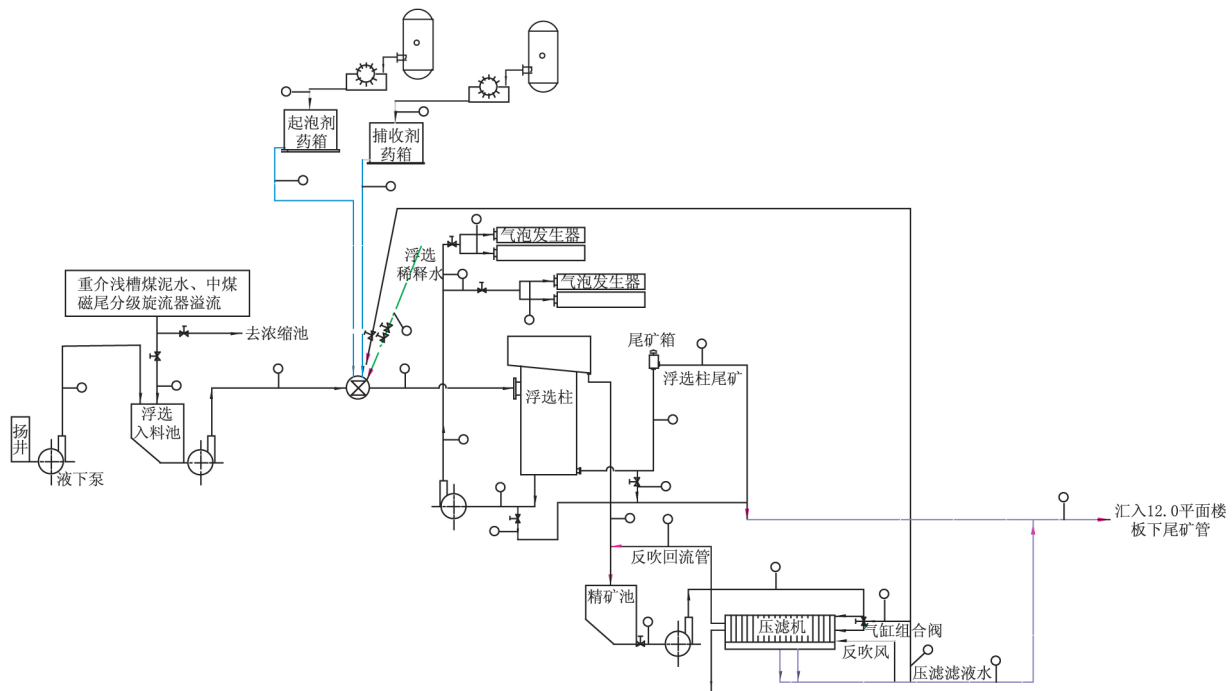 起泡剂
药箱
捕收剂
药箱
气泡发生器
浮选
稀释水
气泡发生器
重介浅槽煤泥水、中煤
磁尾分级旋流器溢流
去浓缩池
尾矿箱
浮选柱尾矿
浮选柱
浮选
入料池
扬井
液下泵
汇入12.0平面楼
板下尾矿管
反吹回流管
精矿池
压滤机
气缸组合阀
反吹风
压滤滤液水